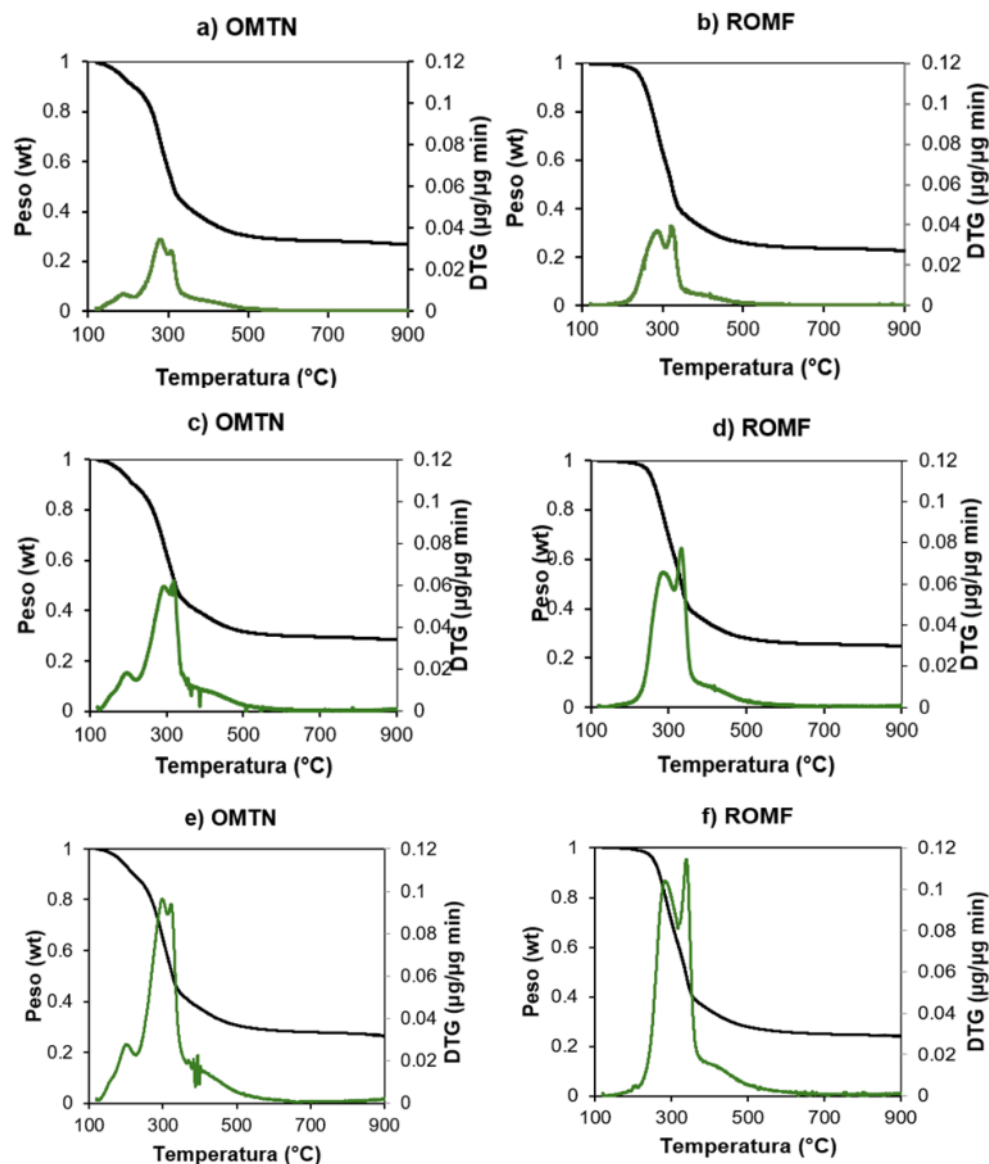 a) OMTN
1
0.8
0.6
0.4
0.2
0
0.12
0.1
0.08
0.06
0.04
0.02
0
100 300 500 700 900
Peso (wt)
DTG (µg/µg min)
Temperatura (°C)
b) ROMF
1
0.8
0.6
0.4
0.2
0
0.12
0.1
0.08
0.06
0.04
0.02
0
100 300 500 700 900
Peso (wt)
DTG (µg/µg min)
Temperatura (°C)
c) OMTN
1
0.8
0.6
0.4
0.2
0
0.12
0.1
0.08
0.06
0.04
0.02
0
100 300 500 700 900
Peso (wt)
DTG (µg/µg min)
Temperatura (°C)
d) ROMF
1
0.8
0.6
0.4
0.2
0
0.12
0.1
0.08
0.06
0.04
0.02
0
100 300 500 700 900
Peso (wt)
DTG (µg/µg min)
Temperatura (°C)
e) OMTN
1
0.8
0.6
0.4
0.2
0
0.12
0.1
0.08
0.06
0.04
0.02
0
100 300 500 700 900
Peso (wt)
DTG (µg/µg min)
Temperatura (°C)
f) ROMF
1
0.8
0.6
0.4
0.2
0
0.12
0.1
0.08
0.06
0.04
0.02
0
100 300 500 700 900
Peso (wt)
DTG (µg/µg min)
Temperatura (°C)